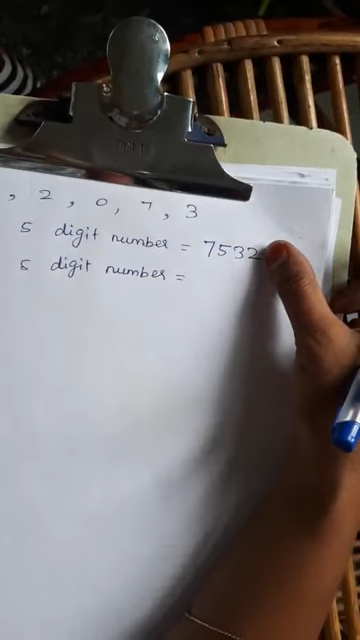 , 2, 0, 7, 3
5 digit number = 7532
5 digit number =